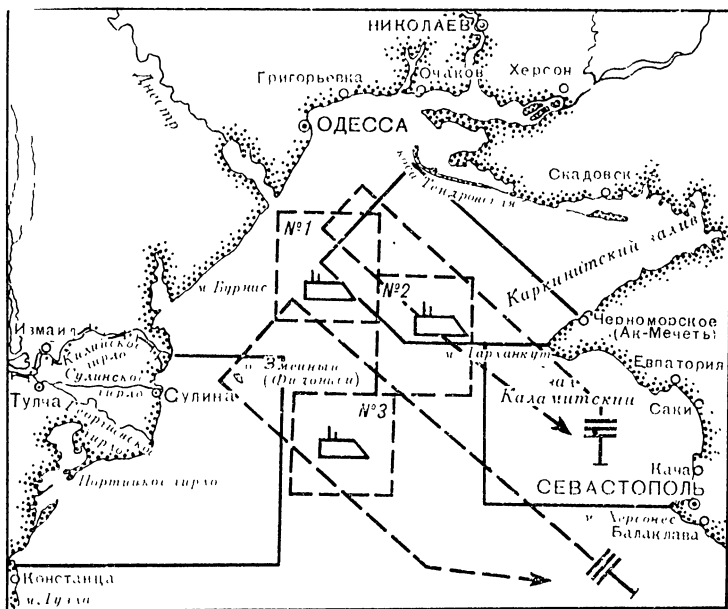 НИКОЛАЕВ
Григорьевка
Очаков
Херсон
Днестр
ОДЕССА
коса Тендровская
Скадовск
№1
Каркинитский залив
м Бурнас
№2
Черноморское
(Ак-Мечеть)
Измаил
Килийское
гирло
м Тарханкут
Евпатория
о Змеиный
(Фидониси)
Сулинское
гирло
зал
Каламитский
Саки
Тулча
Сулина
Георгиевское
гирло
№3
Кача
Портицкое гирло
СЕВАСТОПОЛЬ
м Херсонес
Балаклава
Констанца
м.Тузла